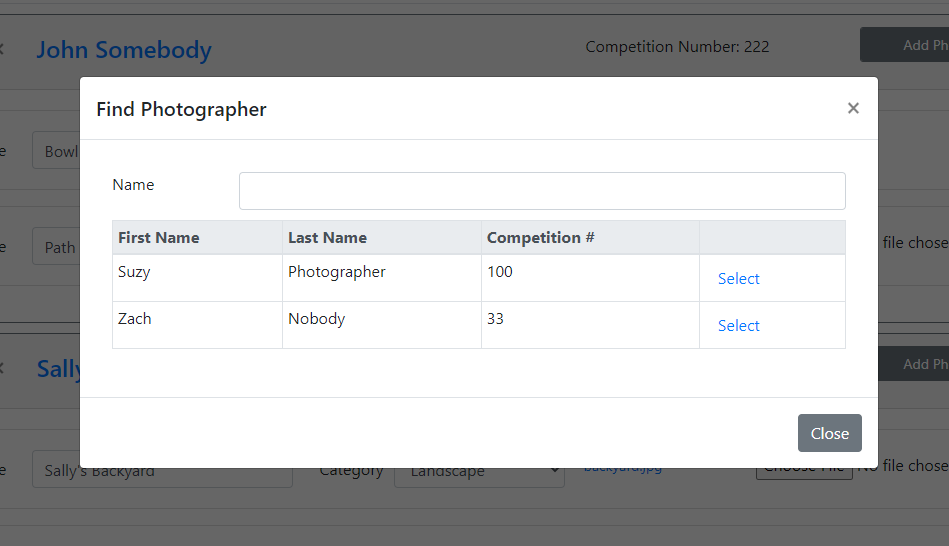 John Somebody Competition Number: 222 Add Ph
Find Photographer ×
e Bowl
Name
First Name Last Name Competition #
e Path file chose
Suzy Photographer 100 Select
Zach Nobody 33 Select
Sally Add Ph
Close
e Sally's Backyard Category Landscape backyard.jpg Choose File No file chose